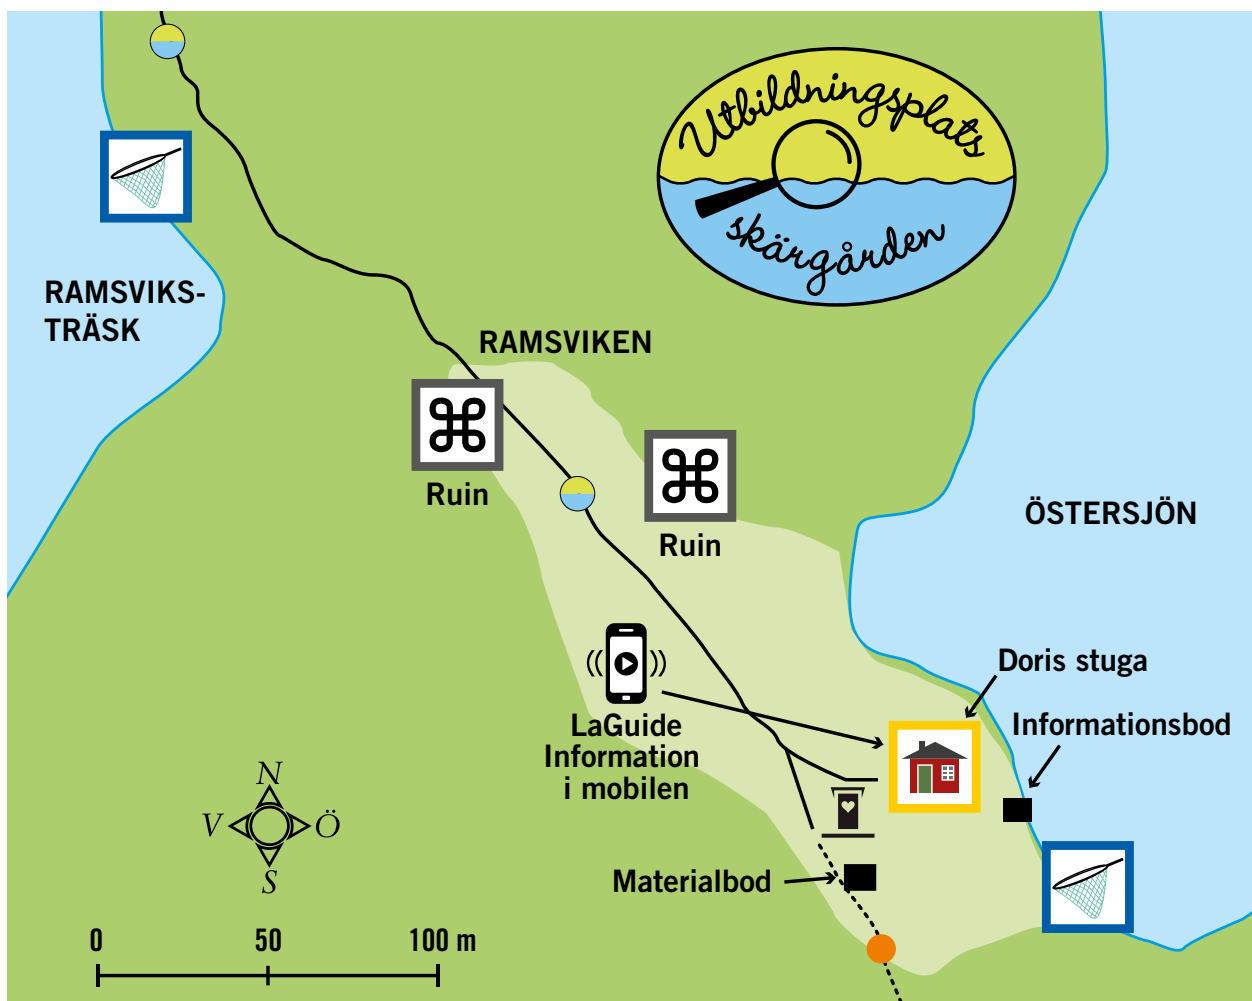 Utbildningsplats
skärgården
RAMSVIKS-
TRÄSK
RAMSVIKEN
Ruin
Ruin
ÖSTERSJÖN
Doris stuga
Informationsbod
LaGuide
Information
i mobilen
Materialbod
N
V Ö
S
0 50 100 m